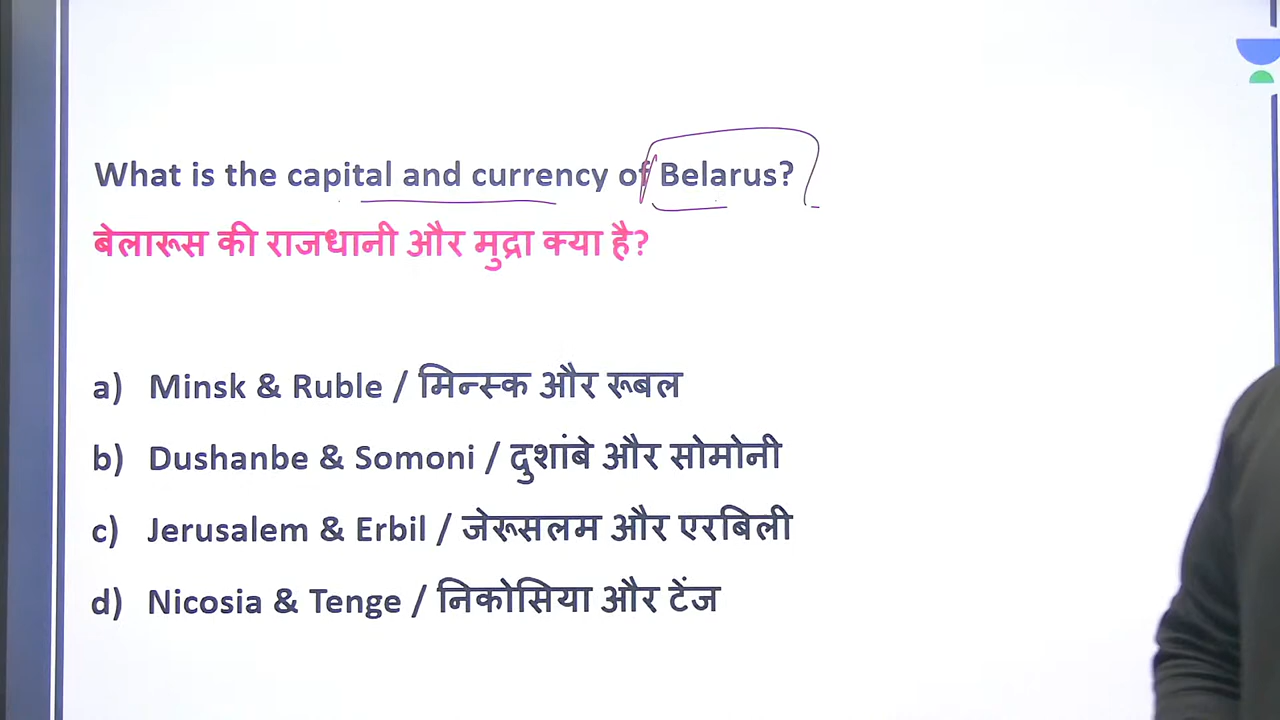 What is the capital and currency of Belarus?
बेलारूस की राजधानी और मुद्रा क्या है?
a) Minsk & Ruble / मिन्स्क और रूबल
b) Dushanbe & Somoni / दुशांबे और सोमोनी
c) Jerusalem & Erbil / जेरूसलम और एरबिली
d) Nicosia & Tenge / निकोसिया और टेंज